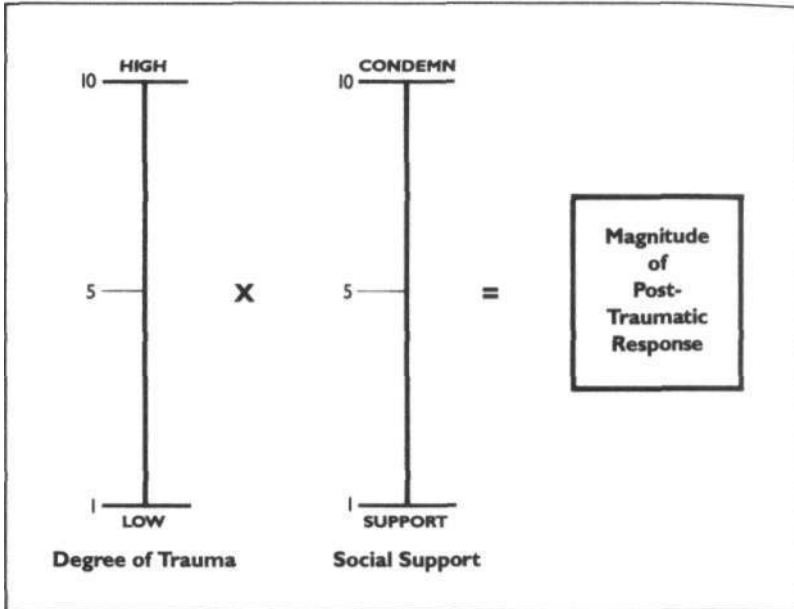 HIGH
10
5
1
LOW
Degree of Trauma
X
CONDEMN
10
5
1
SUPPORT
Social Support
=
Magnitude
of
Post-
Traumatic
Response